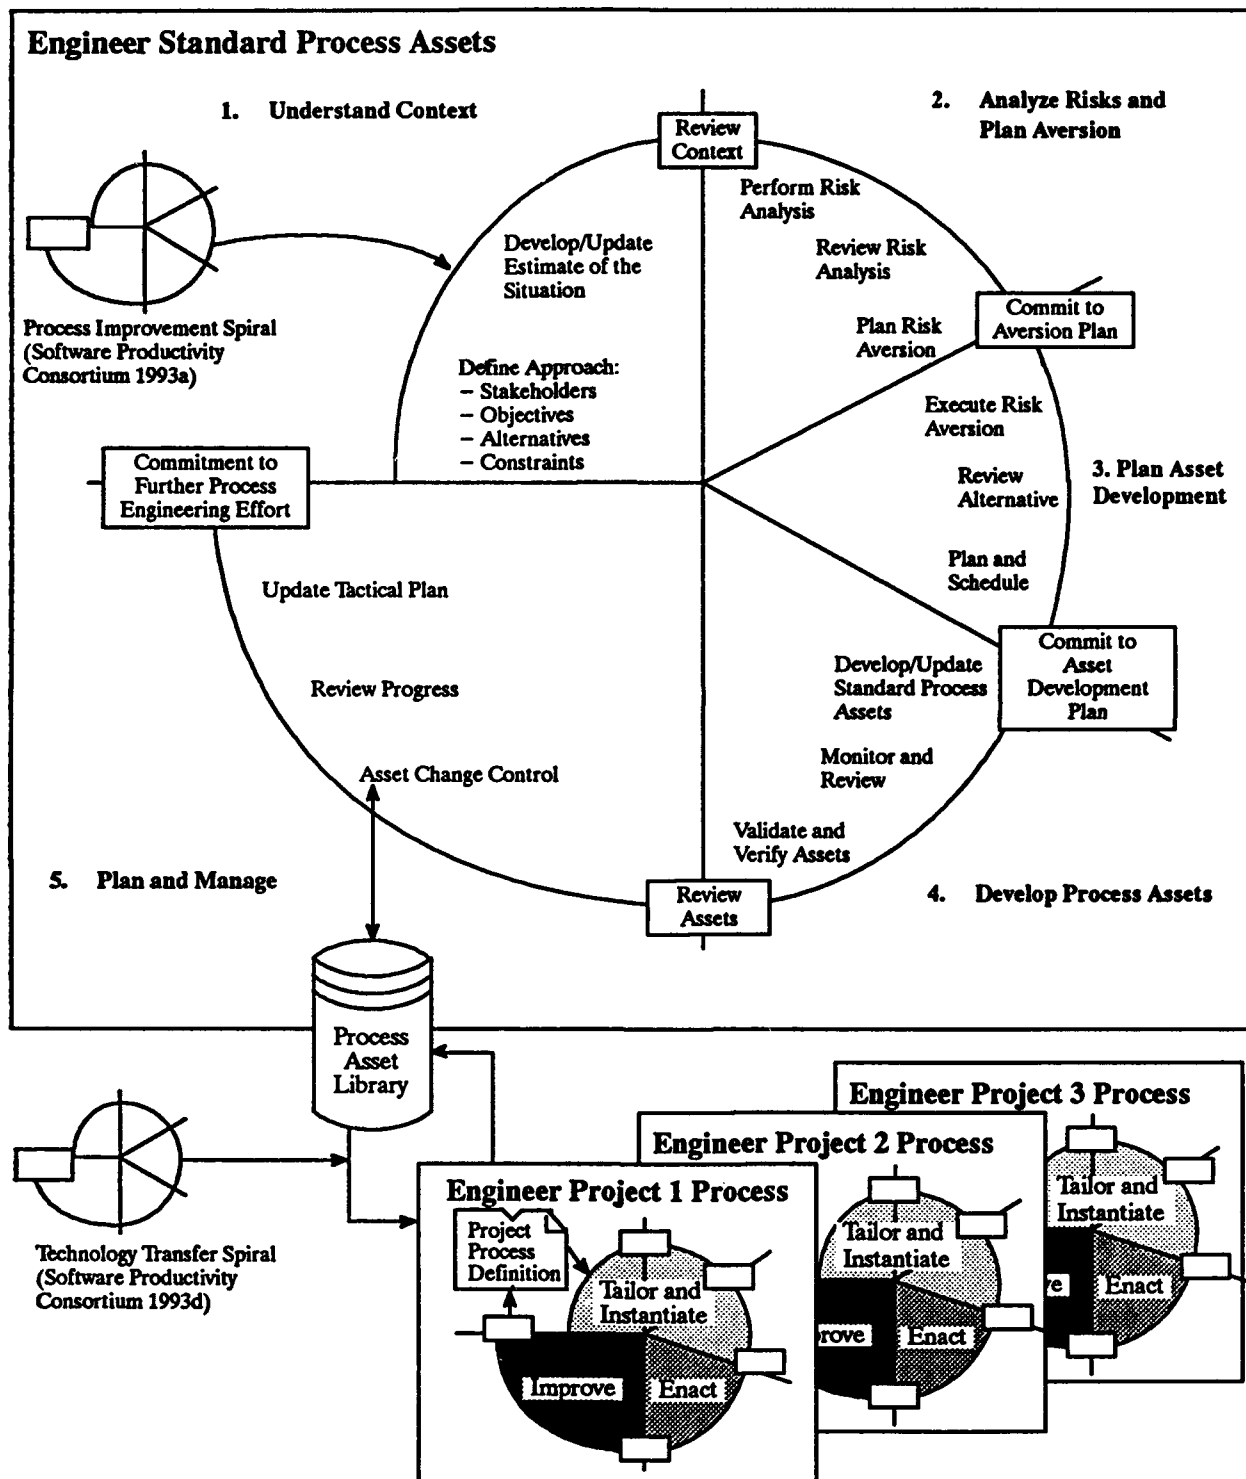 Engineer Standard Process Assets
1. Understand Context
2. Analyze Risks and
Plan Aversion
Review
Context
Perform Risk
Analysis
Develop/Update
Estimate of the
Situation
Review Risk
Analysis
Commit to
Aversion Plan
Plan Risk
Aversion
Process Improvement Spiral
(Software Productivity
Consortium 1993a)
Define Approach:
– Stakeholders
– Objectives
– Alternatives
– Constraints
Execute Risk
Aversion
Commitment to
Further Process
Engineering Effort
Review
Alternative
3. Plan Asset
Development
Plan and
Schedule
Update Tactical Plan
Commit to
Asset
Development
Plan
Develop/Update
Standard Process
Assets
Review Progress
Monitor and
Review
Asset Change Control
Validate and
Verify Assets
5. Plan and Manage
Review
Assets
4. Develop Process Assets
Process
Asset
Library
Engineer Project 3 Process
Engineer Project 2 Process
Engineer Project 1 Process
Tailor and
Instantiate
ve
Enact
Tailor and
Instantiate
rove
Enact
Project
Process
Definition
Tailor and
Instantiate
Improve
Enact
Technology Transfer Spiral
(Software Productivity
Consortium 1993d)